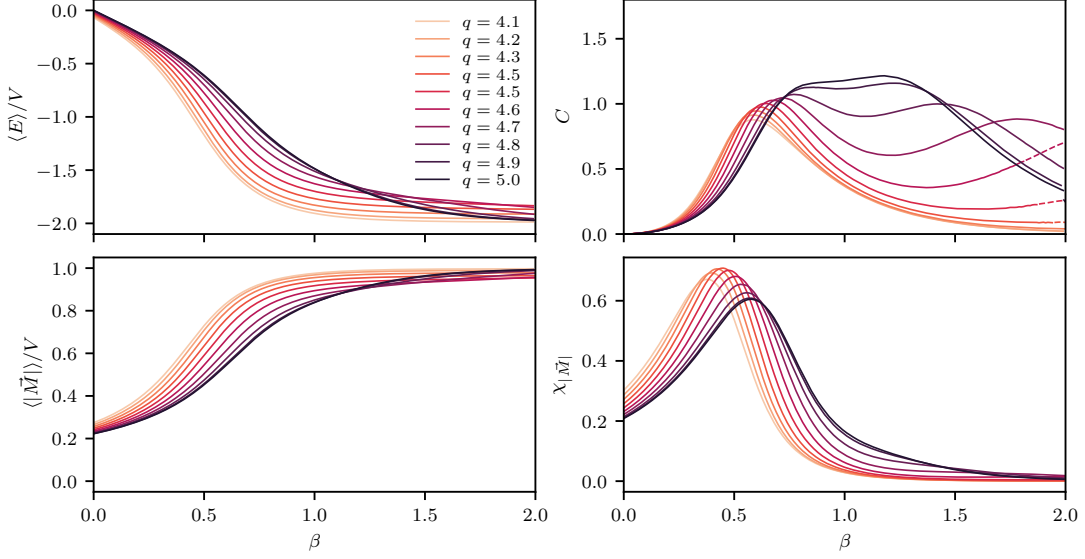 0.0
−0.5
−1.0
−1.5
−2.0
⟨E⟩/V
q = 4.1
q = 4.2
q = 4.3
q = 4.5
q = 4.5
q = 4.6
q = 4.7
q = 4.8
q = 4.9
q = 5.0
1.5
1.0
0.5
0.0
C
1.0
0.8
0.6
0.4
0.2
0.0
⟨|M⃗|⟩/V
0.0 0.5 1.0 1.5 2.0
β
0.6
0.4
0.2
0.0
χ|M⃗|
0.0 0.5 1.0 1.5 2.0
β